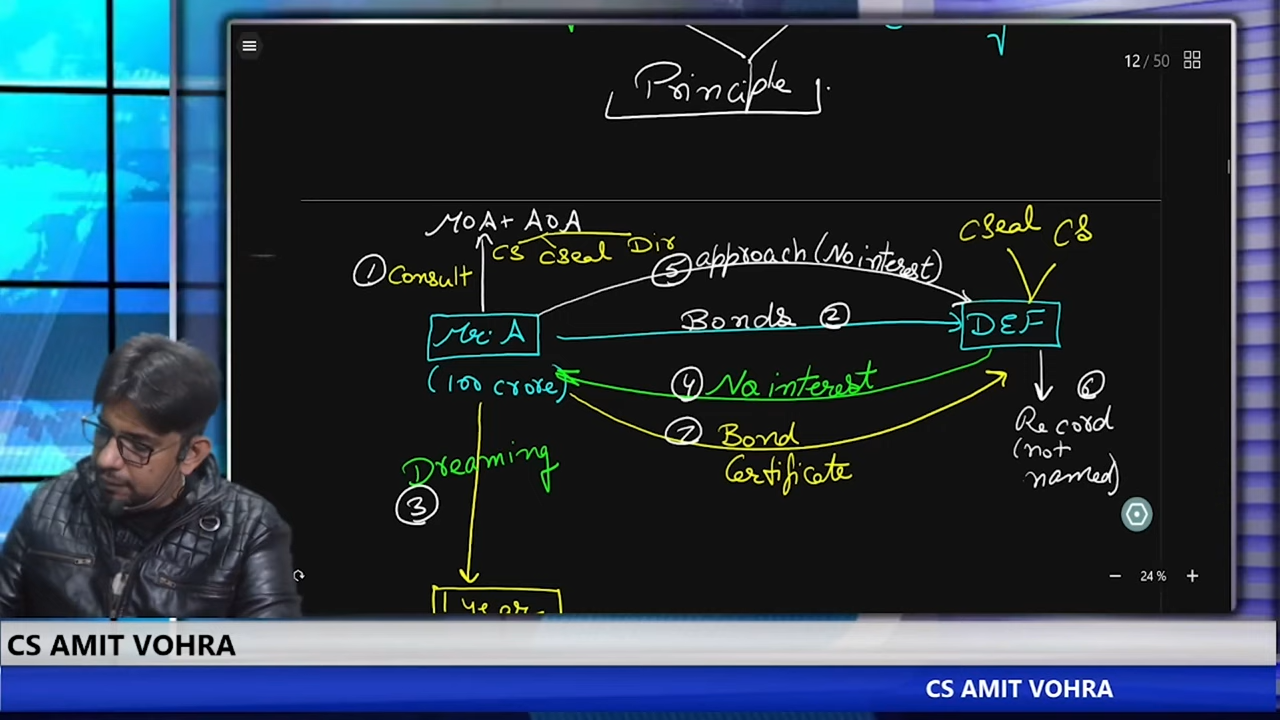 12 / 50
Principle
MOA + AOA
CS CSeal Dir
① Consult
⑤ approach (No interest)
CSeal CS
Mr. A
Bonds ②
DEF
(100 crore)
④ No interest
⑥
Record
(not
named)
⑦ Bond
Certificate
Dreaming
③
1 year
24 %
CS AMIT VOHRA
CS AMIT VOHRA